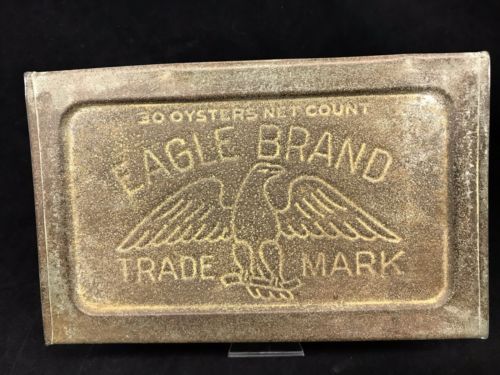 30 OYSTERS NET COUNT
EAGLE BRAND
TRADE MARK